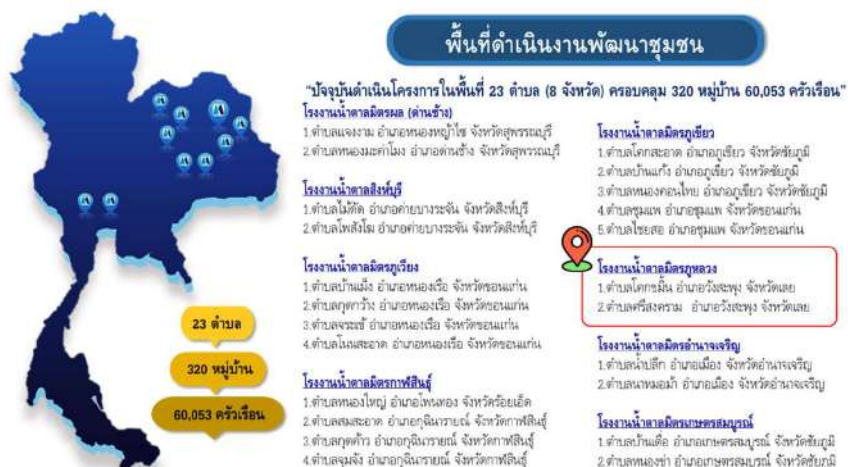 พื้นที่ดำเนินงานพัฒนาชุมชน
"ปัจจุบันดำเนินโครงการในพื้นที่ 23 ตำบล (8 จังหวัด) ครอบคลุม 320 หมู่บ้าน 60,053 ครัวเรือน"
โรงงานน้ำตาลมิตรผล (ด่านช้าง)
1.ตำบลแจงงาม อำเภอหนองหญ้าไซ จังหวัดสุพรรณบุรี
2.ตำบลหนองมะค่าโมง อำเภอด่านช้าง จังหวัดสุพรรณบุรี
โรงงานน้ำตาลสิงห์บุรี
1.ตำบลไม้ดัด อำเภอค่ายบางระจัน จังหวัดสิงห์บุรี
2.ตำบลโพสังโฆ อำเภอค่ายบางระจัน จังหวัดสิงห์บุรี
โรงงานน้ำตาลมิตรภูเวียง
1.ตำบลบ้านเม็ง อำเภอหนองเรือ จังหวัดขอนแก่น
2.ตำบลกุดกว้าง อำเภอหนองเรือ จังหวัดขอนแก่น
3.ตำบลจระเข้ อำเภอหนองเรือ จังหวัดขอนแก่น
4.ตำบลโนนสะอาด อำเภอหนองเรือ จังหวัดขอนแก่น
โรงงานน้ำตาลมิตรกาฬสินธุ์
1.ตำบลหนองใหญ่ อำเภอโพนทอง จังหวัดร้อยเอ็ด
2.ตำบลสมสะอาด อำเภอกุฉินารายณ์ จังหวัดกาฬสินธุ์
3.ตำบลกุดค้าว อำเภอกุฉินารายณ์ จังหวัดกาฬสินธุ์
4.ตำบลจุมจัง อำเภอกุฉินารายณ์ จังหวัดกาฬสินธุ์
โรงงานน้ำตาลมิตรภูเขียว
1.ตำบลโคกสะอาด อำเภอภูเขียว จังหวัดชัยภูมิ
2.ตำบลบ้านแก้ง อำเภอภูเขียว จังหวัดชัยภูมิ
3.ตำบลหนองคอนไทย อำเภอภูเขียว จังหวัดชัยภูมิ
4.ตำบลชุมแพ อำเภอชุมแพ จังหวัดขอนแก่น
5.ตำบลไชยสอ อำเภอชุมแพ จังหวัดขอนแก่น
โรงงานน้ำตาลมิตรภูหลวง
1.ตำบลโคกขมิ้น อำเภอวังสะพุง จังหวัดเลย
2.ตำบลศรีสงคราม อำเภอวังสะพุง จังหวัดเลย
โรงงานน้ำตาลมิตรอำนาจเจริญ
1.ตำบลน้ำปลีก อำเภอเมือง จังหวัดอำนาจเจริญ
2.ตำบลนาหมอม้า อำเภอเมือง จังหวัดอำนาจเจริญ
โรงงานน้ำตาลมิตรเกษตรสมบูรณ์
1.ตำบลบ้านเดื่อ อำเภอเกษตรสมบูรณ์ จังหวัดชัยภูมิ
2.ตำบลหนองข่า อำเภอเกษตรสมบูรณ์ จังหวัดชัยภูมิ
23 ตำบล
320 หมู่บ้าน
60,053 ครัวเรือน